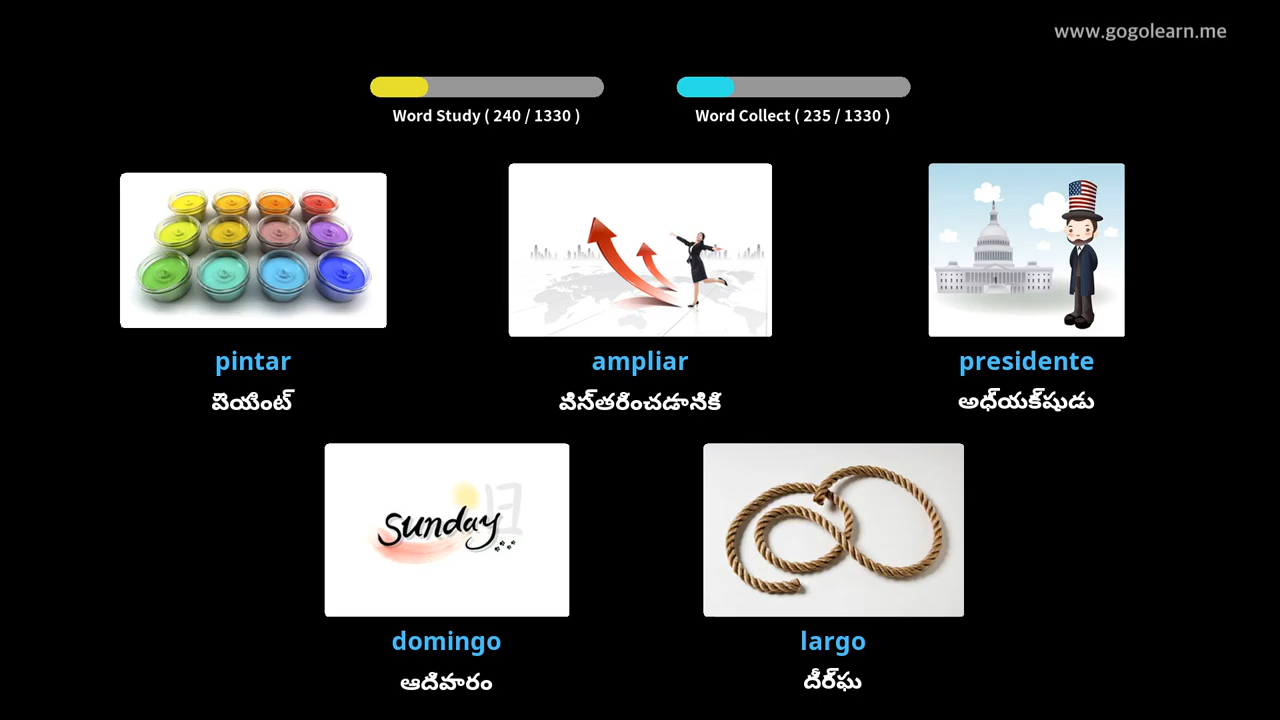 www.gogolearn.me
Word Study ( 240 / 1330 )
Word Collect ( 235 / 1330 )
pintar
ampliar
presidente
పెయింట్
విస్తరించడానికి
అధ్యక్షుడు
Sunday
日
domingo
largo
ఆదివారం
దీర్ఘ